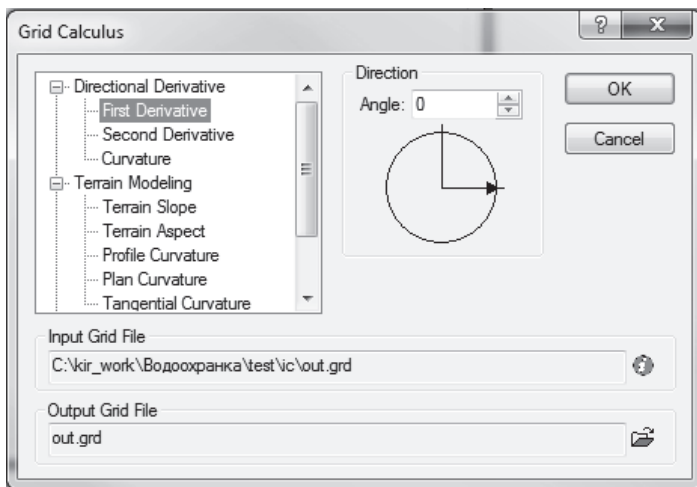 Grid Calculus
Directional Derivative
First Derivative
Second Derivative
Curvature
Terrain Modeling
Terrain Slope
Terrain Aspect
Profile Curvature
Plan Curvature
Tangential Curvature
Direction
Angle: 0
OK
Cancel
Input Grid File
C:\kir_work\Водоохранка\test\ic\out.grd
Output Grid File
out.grd